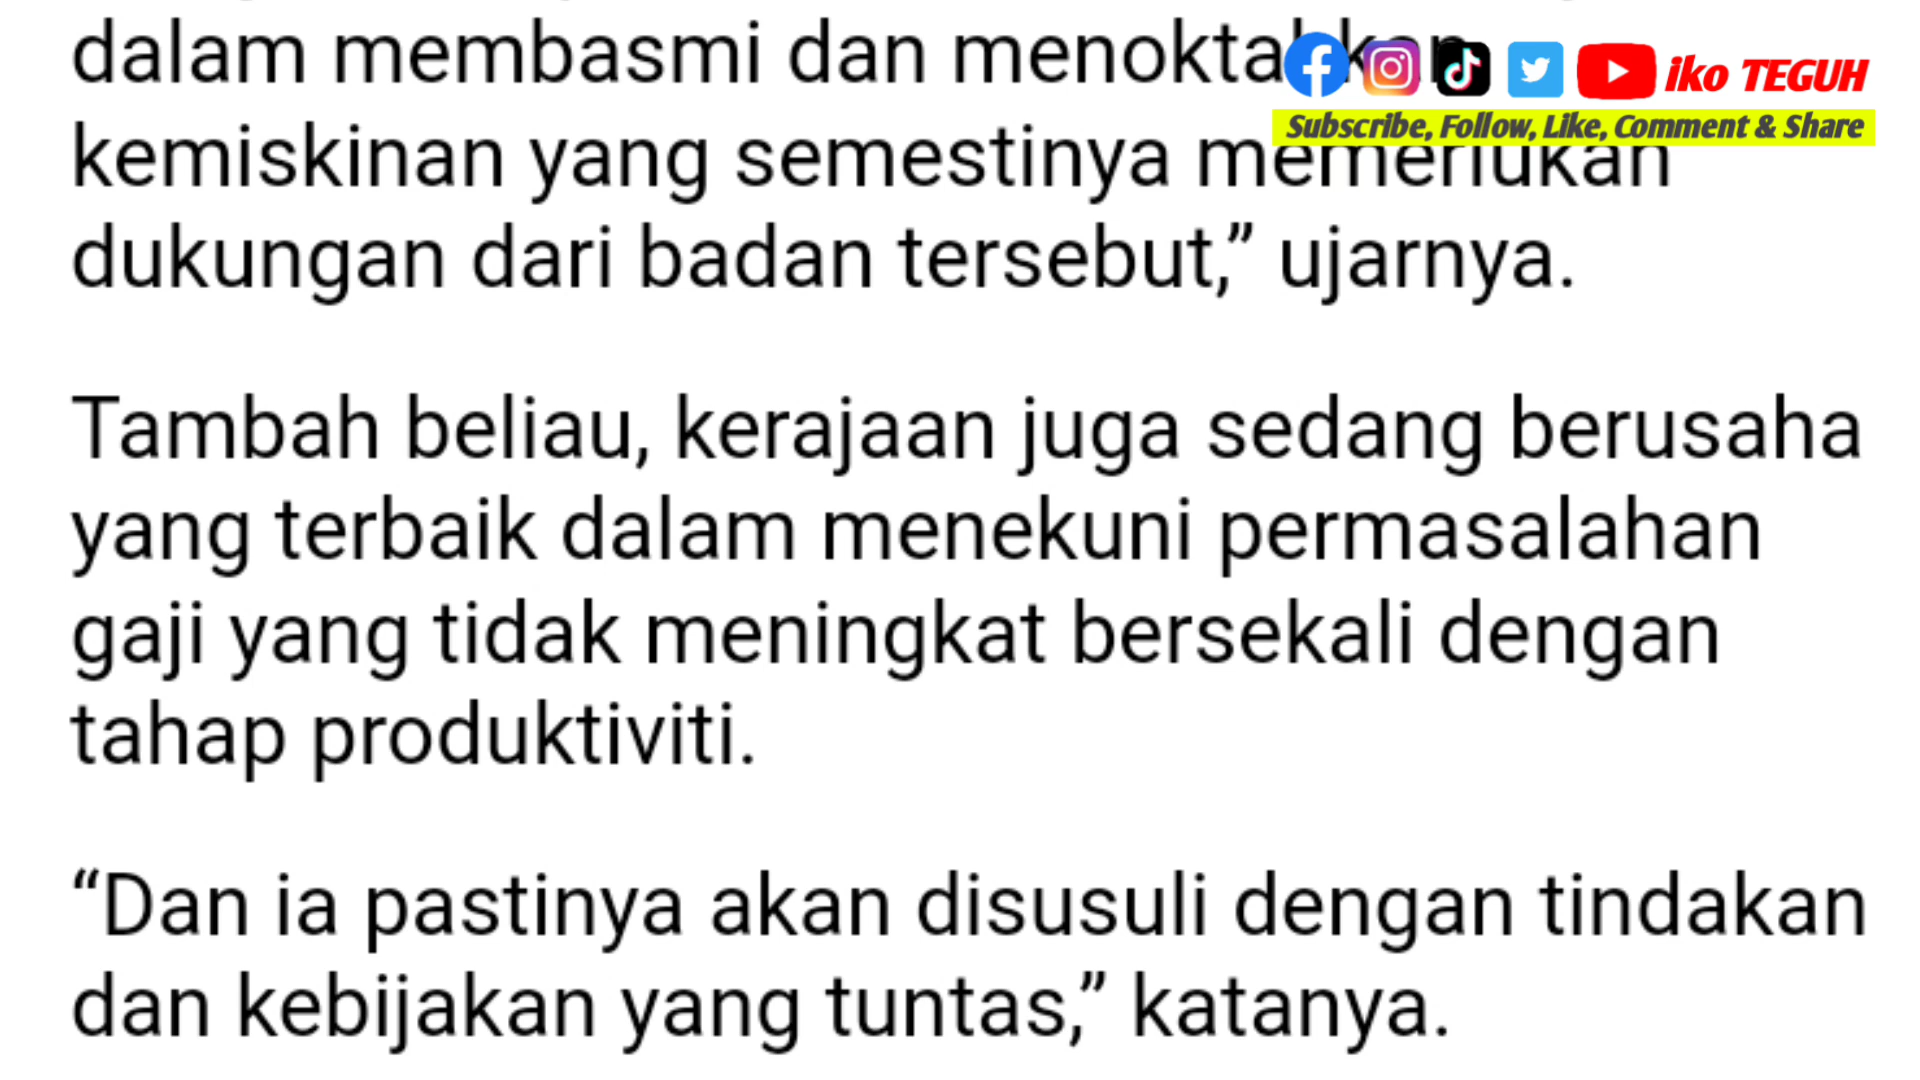 dalam membasmi dan menoktahkan
kemiskinan yang semestinya memerlukan
dukungan dari badan tersebut,” ujarnya.
Tambah beliau, kerajaan juga sedang berusaha
yang terbaik dalam menekuni permasalahan
gaji yang tidak meningkat bersekali dengan
tahap produktiviti.
“Dan ia pastinya akan disusuli dengan tindakan
dan kebijakan yang tuntas,” katanya.
iko TEGUH
Subscribe, Follow, Like, Comment & Share